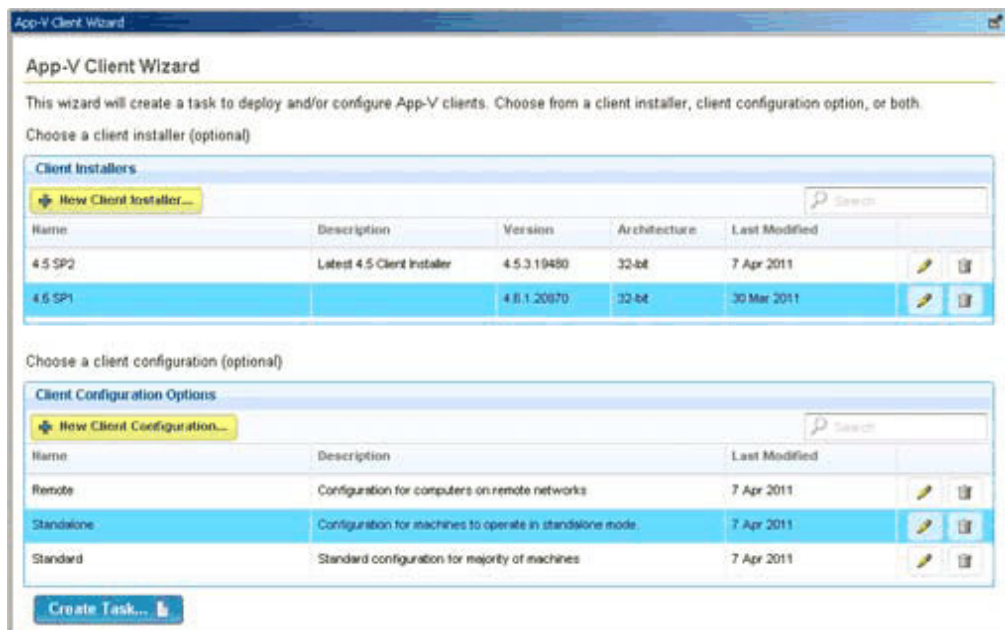 App-V Client Wizard
App-V Client Wizard
This wizard will create a task to deploy and/or configure App-V clients. Choose from a client installer, client configuration option, or both.
Choose a client installer (optional)
Client Installers
New Client Installer...
Search
Name Description Version Architecture Last Modified
4.5 SP2 Latest 4.5 Client Installer 4.5.3.19480 32-bit 7 Apr 2011
4.6 SP1 4.6.1.20870 32-bit 30 Mar 2011
Choose a client configuration (optional)
Client Configuration Options
New Client Configuration...
Search
Name Description Last Modified
Remote Configuration for computers on remote networks 7 Apr 2011
Standalone Configuration for machines to operate in standalone mode. 7 Apr 2011
Standard Standard configuration for majority of machines 7 Apr 2011
Create Task...